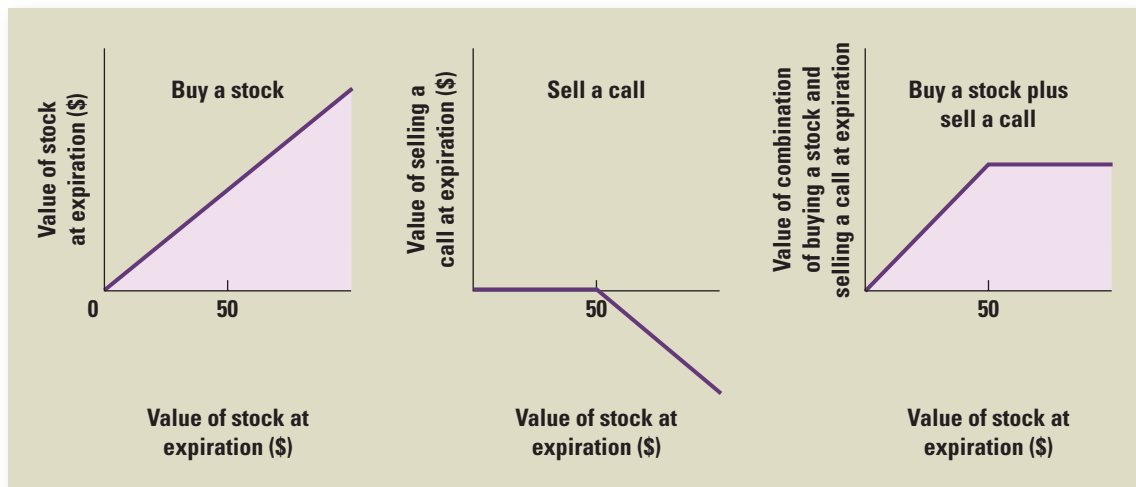 Value of stock
at expiration ($)
Buy a stock
0
50
Value of stock at
expiration ($)
Value of selling a
call at expiration ($)
Sell a call
50
Value of stock at
expiration ($)
Value of combination
of buying a stock and
selling a call at expiration
Buy a stock plus
sell a call
50
Value of stock at
expiration ($)